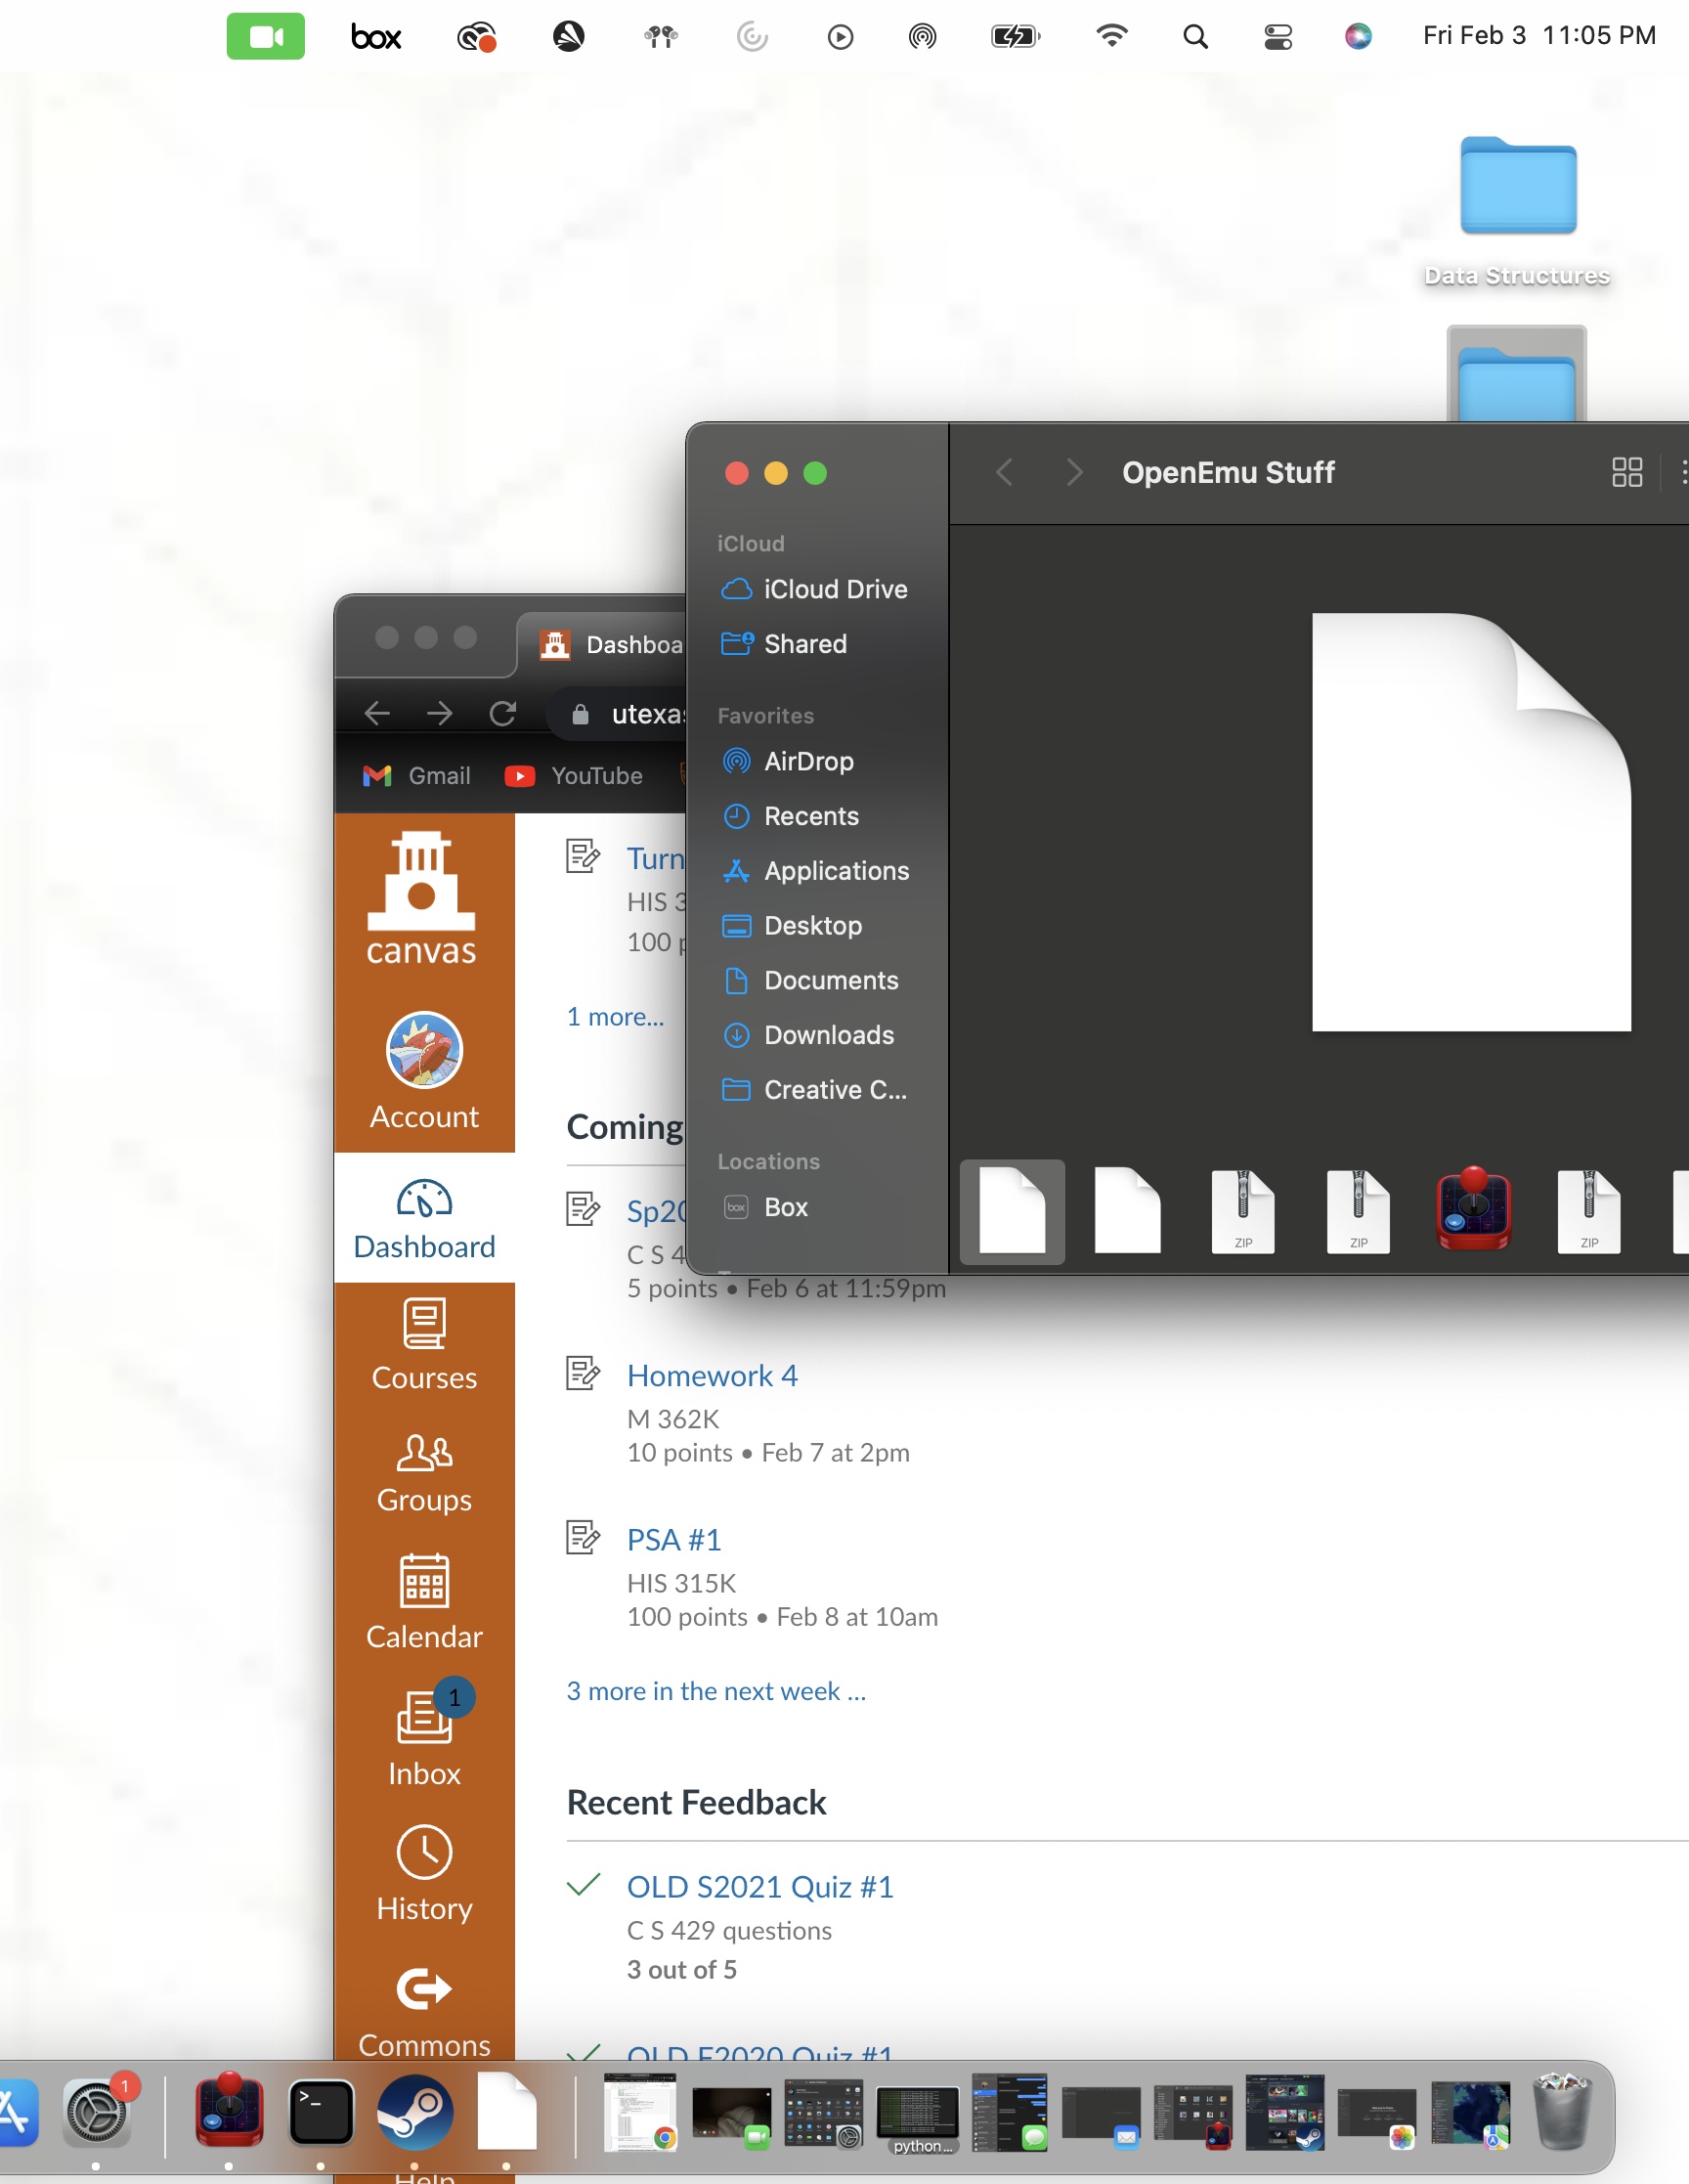 box
Fri Feb 3 11:05 PM
Data Structures
OpenEmu Stuff
iCloud
iCloud Drive
Shared
Favorites
AirDrop
Recents
Applications
Desktop
Documents
Downloads
Creative C...
Locations
box Box
ZIP
ZIP
ZIP
Dashboa
utexas
Gmail
YouTube
canvas
Account
Dashboard
Courses
Groups
Calendar
1
Inbox
History
Commons
Help
Turn
HIS 3
100 p
1 more...
Coming
Sp20
C S 4
5 points • Feb 6 at 11:59pm
Homework 4
M 362K
10 points • Feb 7 at 2pm
PSA #1
HIS 315K
100 points • Feb 8 at 10am
3 more in the next week ...
Recent Feedback
OLD S2021 Quiz #1
C S 429 questions
3 out of 5
OLD F2020 Quiz #1
1
>_
python...